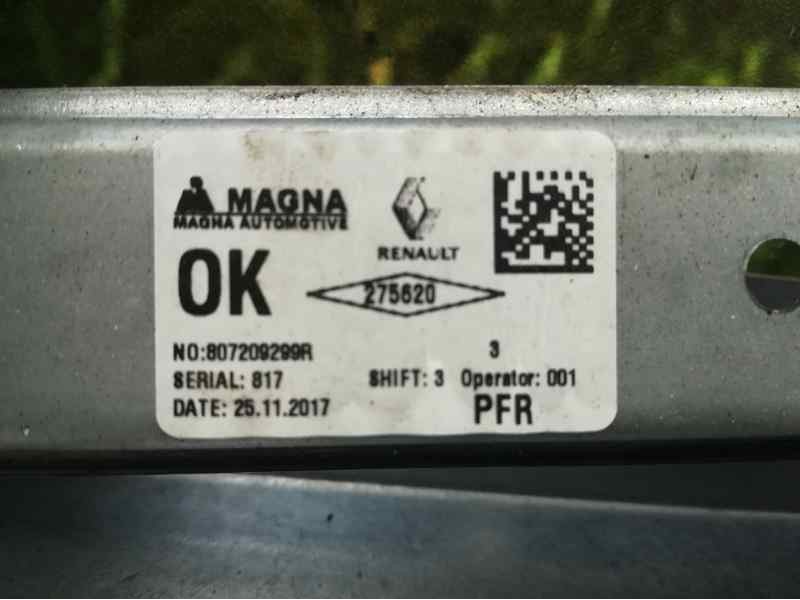 MAGNA
MAGNA AUTOMOTIVE
RENAULT
OK
275620
NO:807209299R 3
SERIAL: 817 SHIFT: 3 Operator: 001
DATE: 25.11.2017 PFR